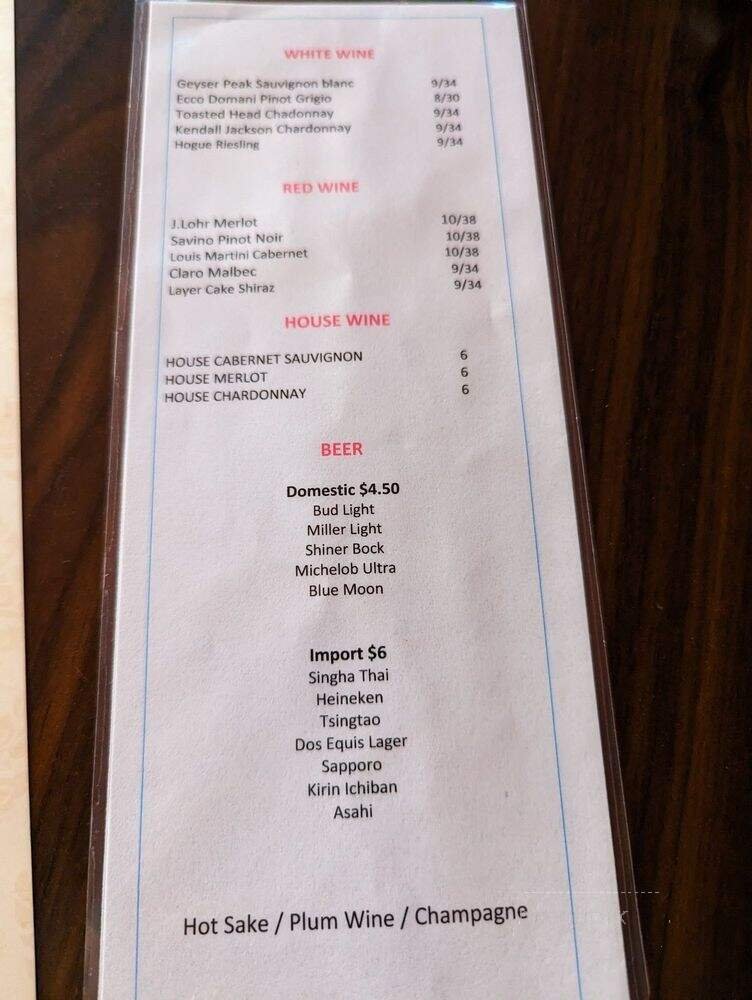 WHITE WINE
Geyser Peak Sauvignon blanc 9/34
Ecco Domani Pinot Grigio 8/30
Toasted Head Chadonnay 9/34
Kendall Jackson Chardonnay 9/34
Hogue Riesling 9/34
RED WINE
J.Lohr Merlot 10/38
Savino Pinot Noir 10/38
Louis Martini Cabernet 10/38
Claro Malbec 9/34
Layer Cake Shiraz 9/34
HOUSE WINE
HOUSE CABERNET SAUVIGNON 6
HOUSE MERLOT 6
HOUSE CHARDONNAY 6
BEER
Domestic $4.50
Bud Light
Miller Light
Shiner Bock
Michelob Ultra
Blue Moon
Import $6
Singha Thai
Heineken
Tsingtao
Dos Equis Lager
Sapporo
Kirin Ichiban
Asahi
Hot Sake / Plum Wine / Champagne